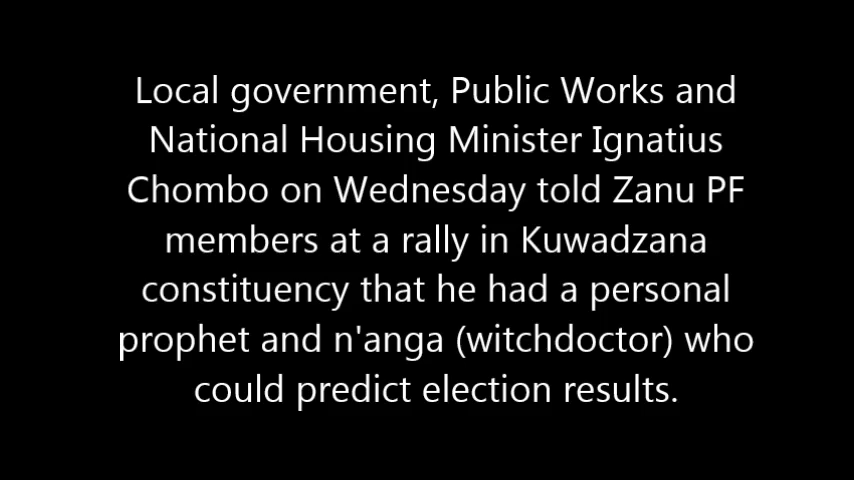 Local government, Public Works and
National Housing Minister Ignatius
Chombo on Wednesday told Zanu PF
members at a rally in Kuwadzana
constituency that he had a personal
prophet and n'anga (witchdoctor) who
could predict election results.